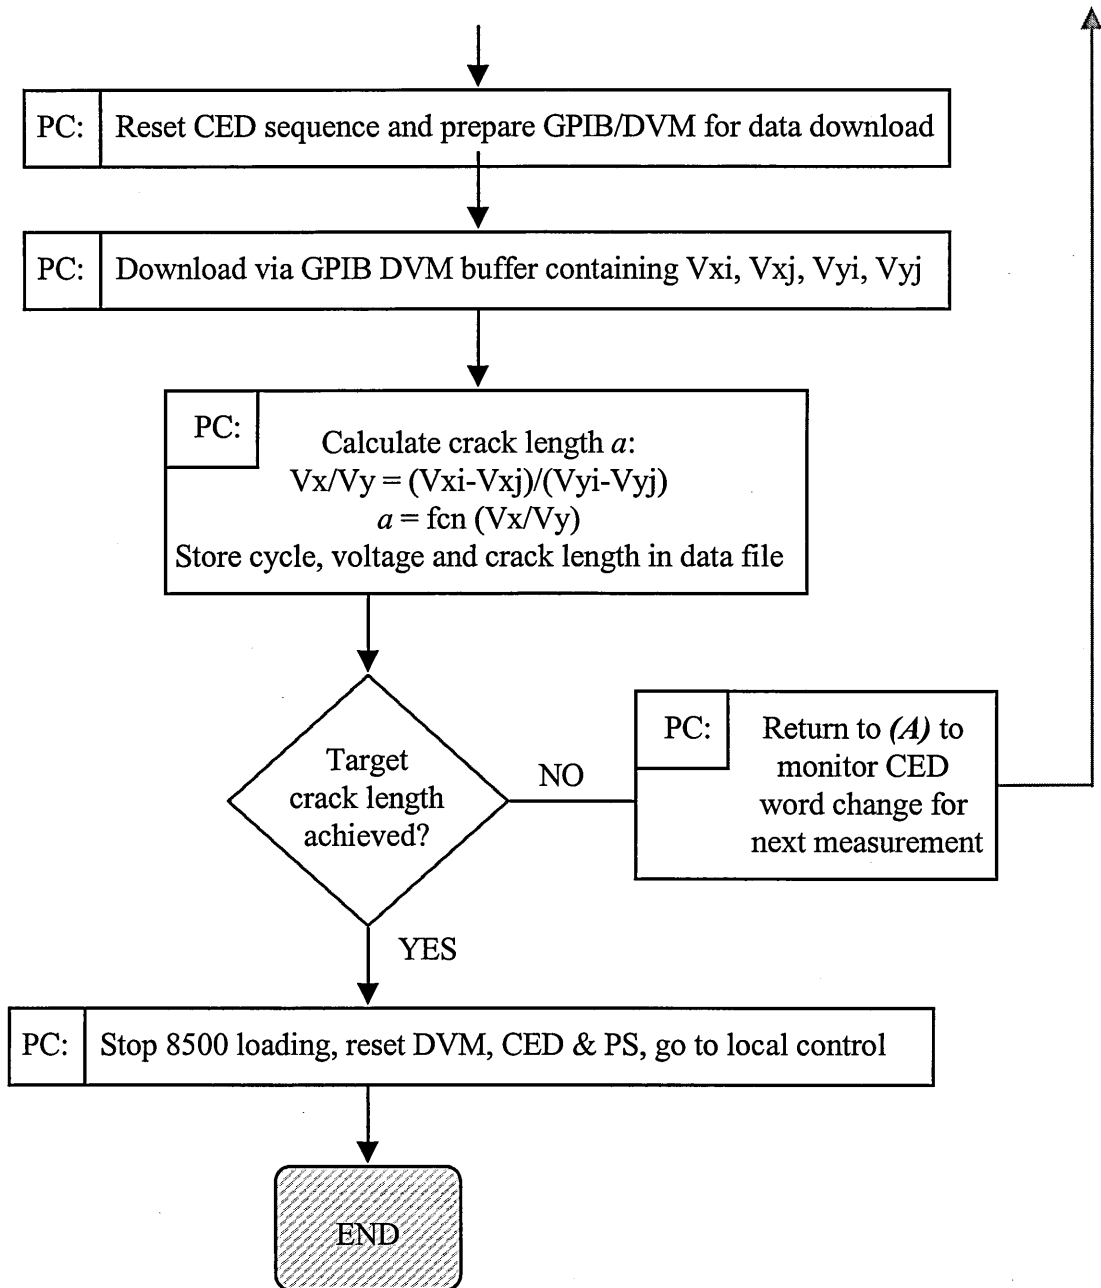 PC: Reset CED sequence and prepare GPIB/DVM for data download
PC: Download via GPIB DVM buffer containing Vxi, Vxj, Vyi, Vyj
PC:
Calculate crack length a:
Vx/Vy = (Vxi-Vxj)/(Vyi-Vyj)
a = fcn (Vx/Vy)
Store cycle, voltage and crack length in data file
Target
crack length
achieved?
NO
PC:
Return to (A) to
monitor CED
word change for
next measurement
YES
PC: Stop 8500 loading, reset DVM, CED & PS, go to local control
END